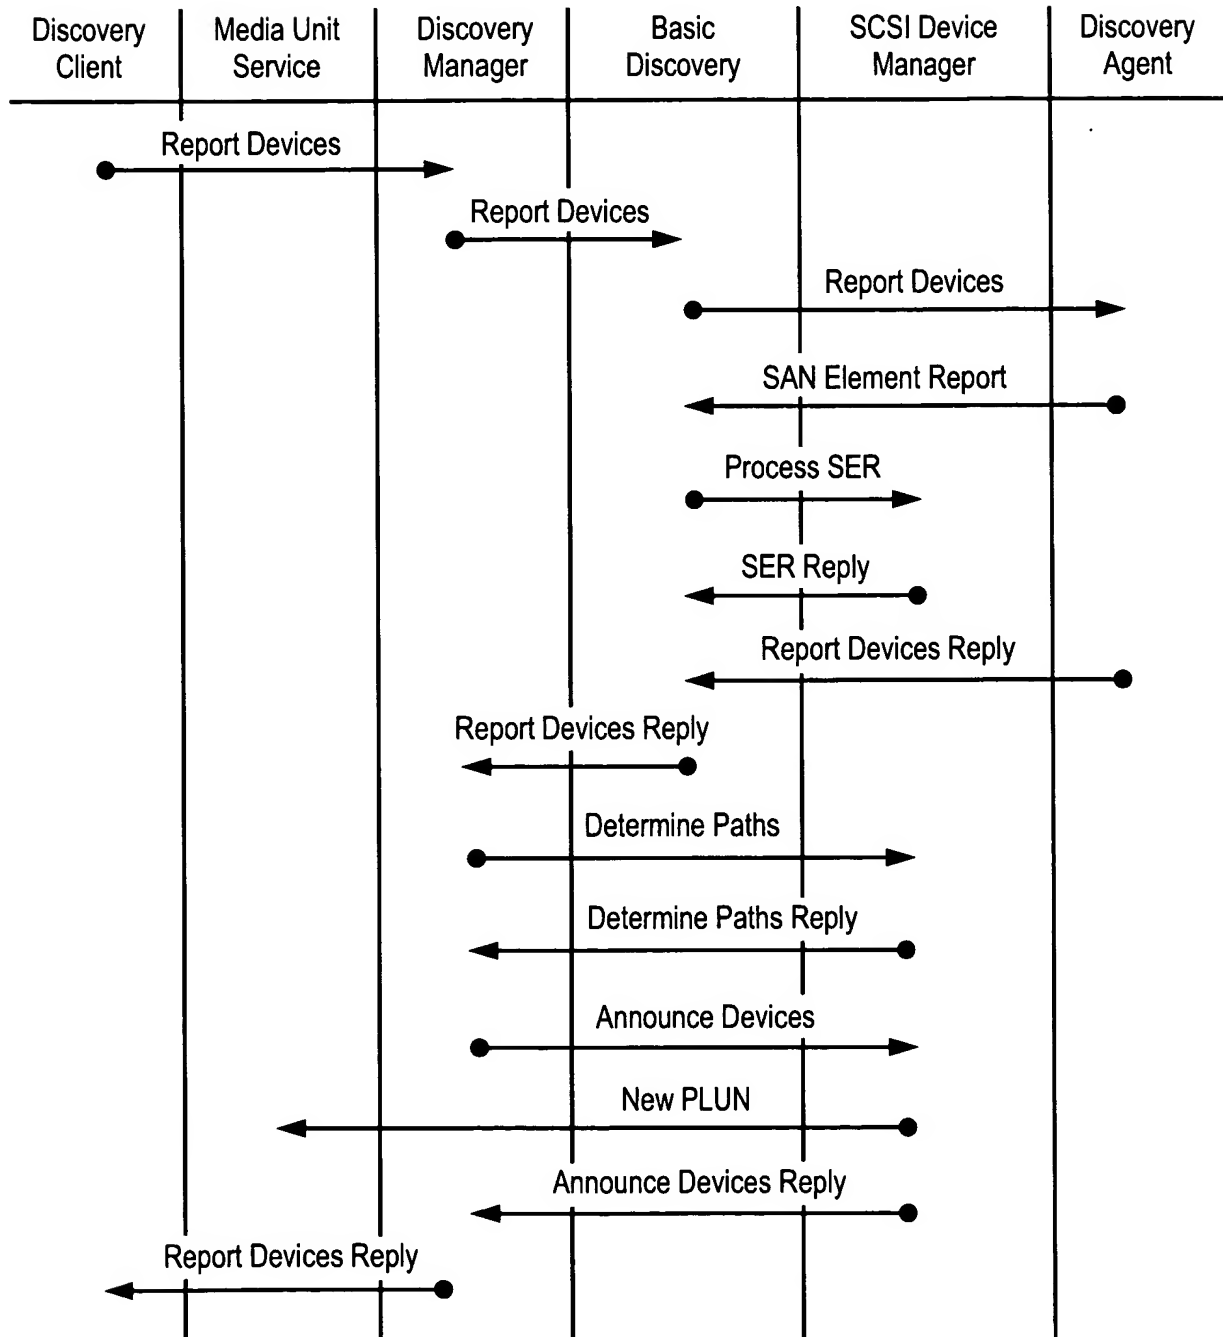 Discovery Client
Media Unit Service
Discovery Manager
Basic Discovery
SCSI Device Manager
Discovery Agent
Report Devices
Report Devices
Report Devices
SAN Element Report
Process SER
SER Reply
Report Devices Reply
Report Devices Reply
Determine Paths
Determine Paths Reply
Announce Devices
New PLUN
Announce Devices Reply
Report Devices Reply